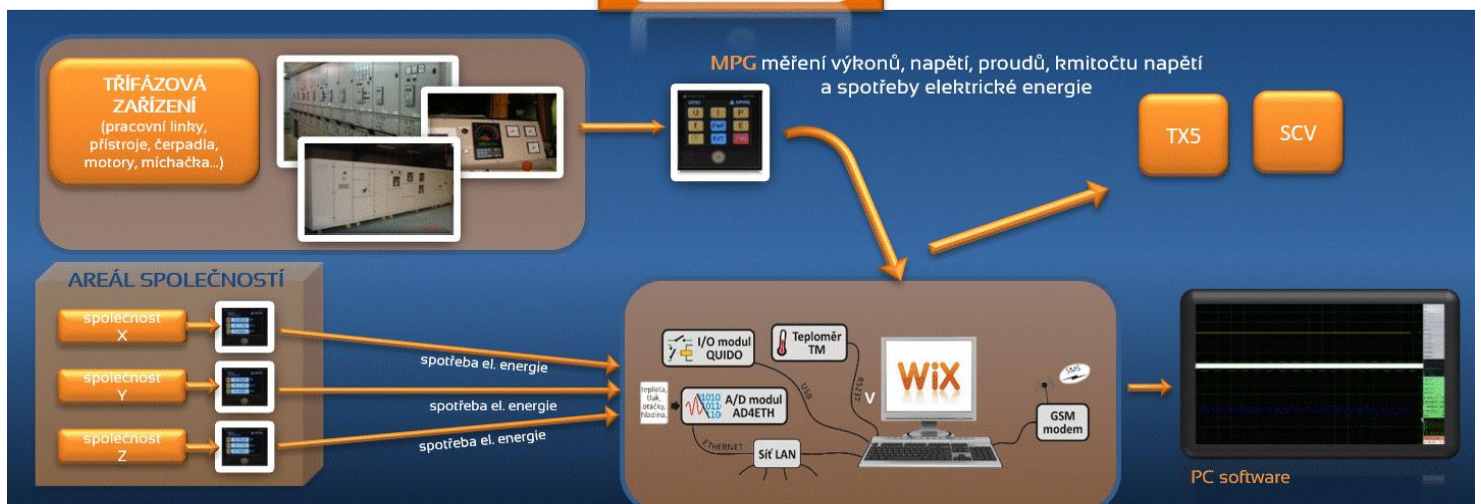 TŘÍFÁZOVÁ
ZAŘÍZENÍ
(pracovní linky,
přístroje, čerpadla,
motory, míchačka...)
MPG měření výkonů, napětí, proudů, kmitočtu napětí
a spotřeby elektrické energie
TX5
SCV
AREÁL SPOLEČNOSTÍ
společnost
X
společnost
Y
společnost
Z
spotřeba el. energie
spotřeba el. energie
spotřeba el. energie
I/O modul
QUIDO
Teploměr
TM
USB
RS232
V
WiX
SMS
teplota,
tlak,
otáčky,
hladina,
A/D modul
AD4ETH
ETHERNET
Síť LAN
GSM
modem
PC software